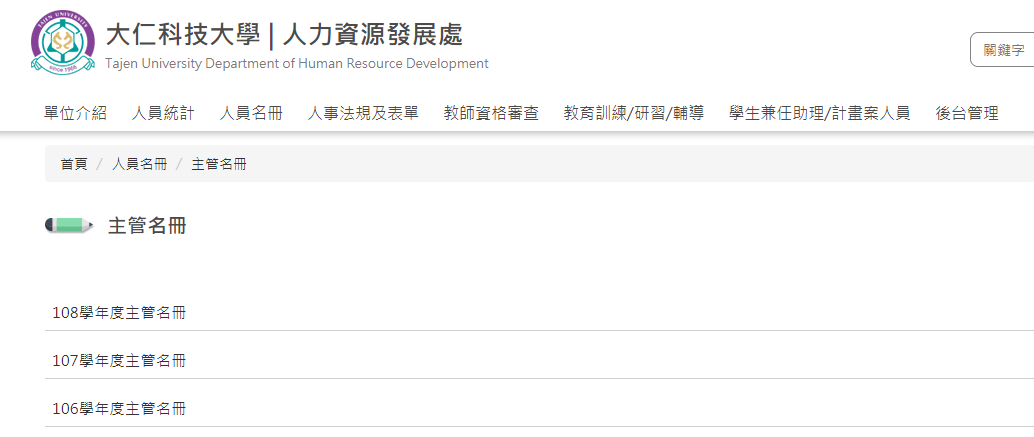 TAJEN UNIVERSITY
since 1966
大仁科技大學 | 人力資源發展處
Tajen University Department of Human Resource Development
關鍵字
單位介紹 人員統計 人員名冊 人事法規及表單 教師資格審查 教育訓練/研習/輔導 學生兼任助理/計畫案人員 後台管理
首頁 / 人員名冊 / 主管名冊
主管名冊
108學年度主管名冊
107學年度主管名冊
106學年度主管名冊